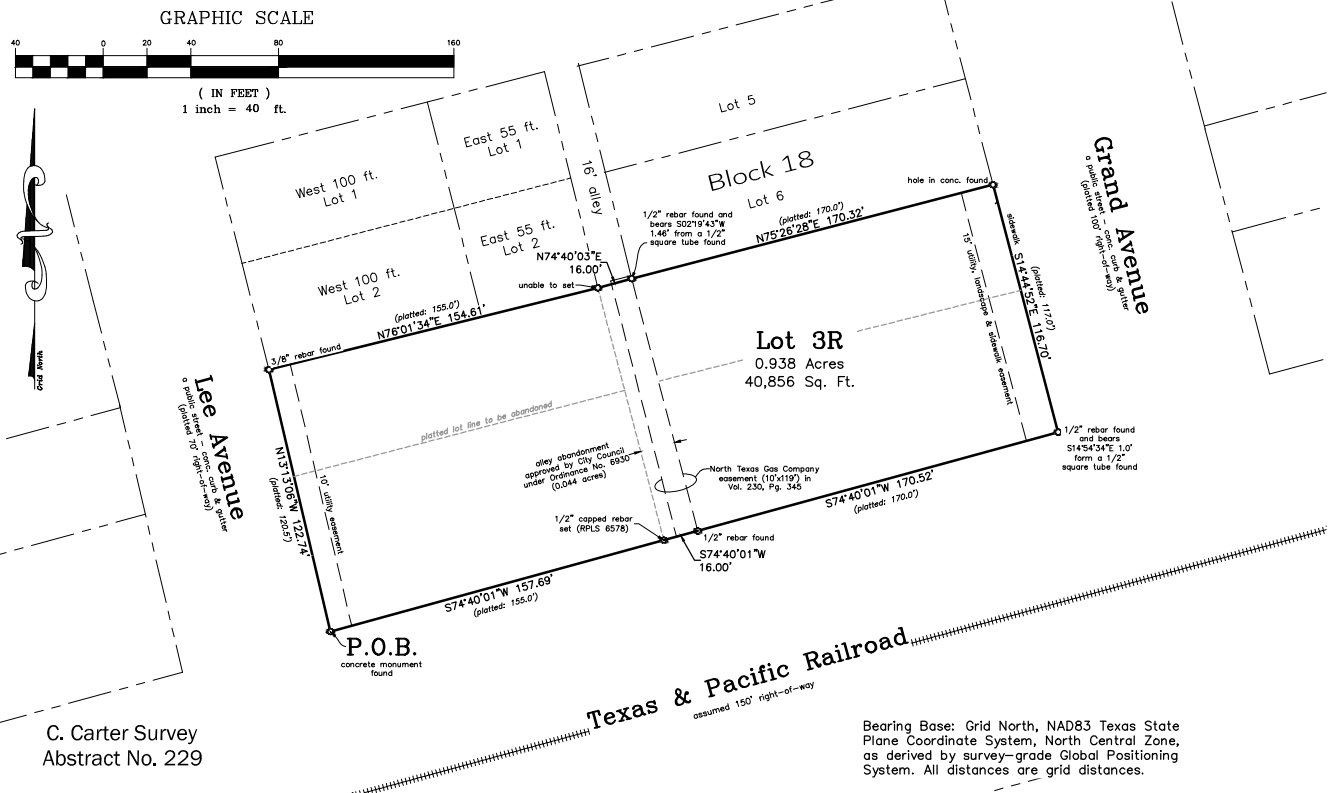 GRAPHIC SCALE
40 0 20 40 80 160
( IN FEET )
1 inch = 40 ft.
Grid North
West 100 ft.
Lot 1
East 55 ft.
Lot 1
West 100 ft.
Lot 2
East 55 ft.
Lot 2
16' alley
Lot 5
Block 18
Lot 6
hole in conc. found
1/2" rebar found and
bears S02°19'43"W
1.46' from a 1/2"
square tube found
(platted: 170.0')
N75°26'28"E 170.32'
N74°40'03"E
16.00'
unable to set
(platted: 155.0')
N76°01'34"E 154.61'
3/8" rebar found
Grand Avenue
a public street - conc. curb & gutter
(platted 100' right-of-way)
sidewalk
S14°44'52"E 116.70'
(platted: 117.0')
15' utility, landscape & sidewalk easement
Lot 3R
0.938 Acres
40,856 Sq. Ft.
Lee Avenue
a public street - conc. curb & gutter
(platted 70' right-of-way)
N13°13'06"W 122.74'
(platted: 120.5')
10' utility easement
platted lot line to be abandoned
alley abandonment
approved by City Council
under Ordinance No. 6930
(0.044 acres)
North Texas Gas Company
easement (10'x119') in
Vol. 230, Pg. 345
1/2" rebar found
and bears
S14°54'34"E 1.0'
form a 1/2"
square tube found
S74°40'01"W 170.52'
(platted: 170.0')
1/2" capped rebar
set (RPLS 6578)
1/2" rebar found
S74°40'01"W
16.00'
S74°40'01"W 157.69'
(platted: 155.0')
P.O.B.
concrete monument
found
Texas & Pacific Railroad
assumed 150' right-of-way
C. Carter Survey
Abstract No. 229
Bearing Base: Grid North, NAD83 Texas State
Plane Coordinate System, North Central Zone,
as derived by survey-grade Global Positioning
System. All distances are grid distances.